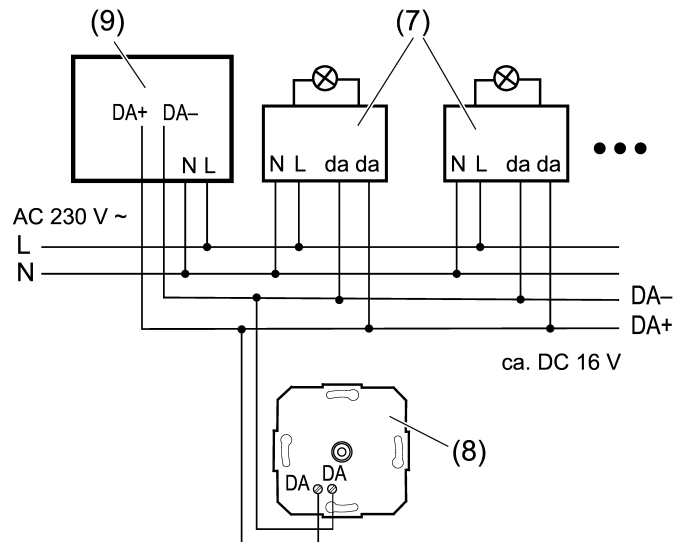 (9) (7)
DA+ DA–
N L N L da da N L da da
AC 230 V ~
L
N
DA–
DA+
ca. DC 16 V
(8)
DA DA